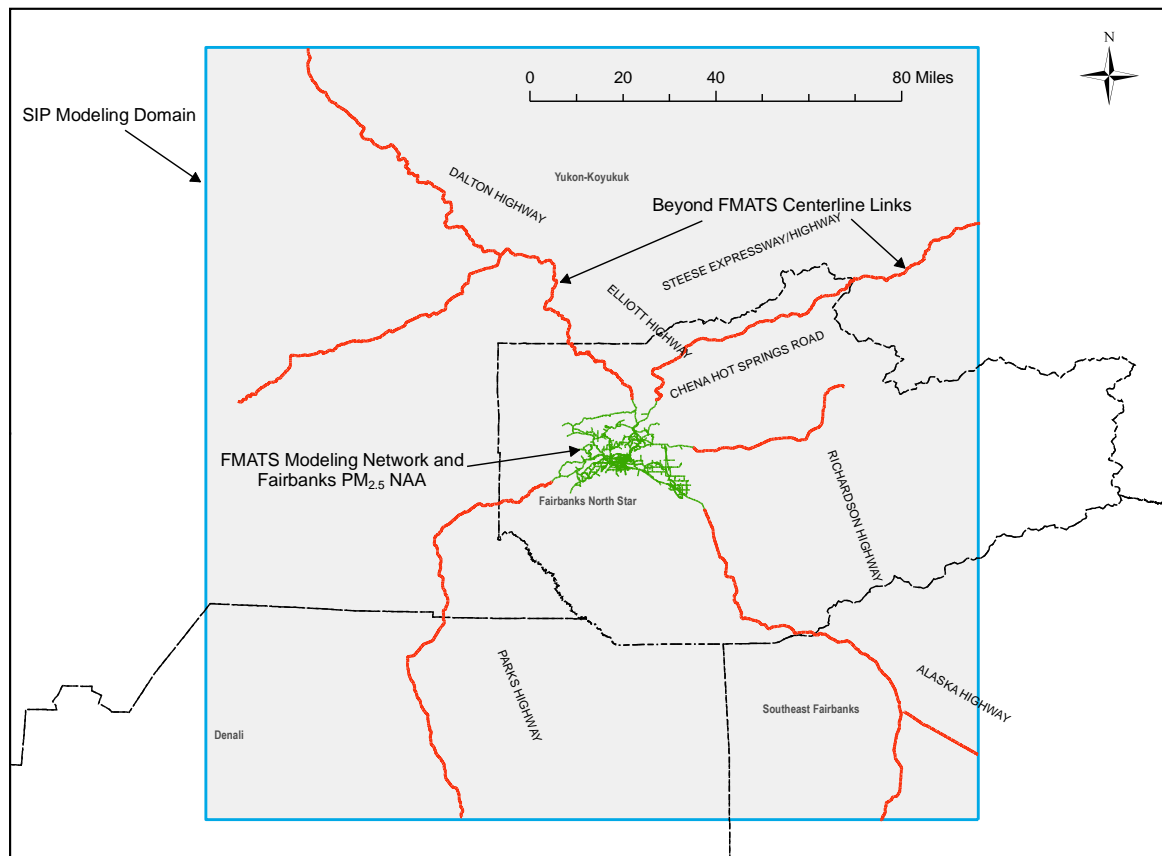 N
0 20 40 80 Miles
SIP Modeling Domain
DALTON HIGHWAY
Yukon-Koyukuk
Beyond FMATS Centerline Links
STEESE EXPRESSWAY/HIGHWAY
ELLIOTT HIGHWAY
CHENA HOT SPRINGS ROAD
FMATS Modeling Network and
Fairbanks PM2.5 NAA
Fairbanks North Star
RICHARDSON HIGHWAY
PARKS HIGHWAY
ALASKA HIGHWAY
Southeast Fairbanks
Denali